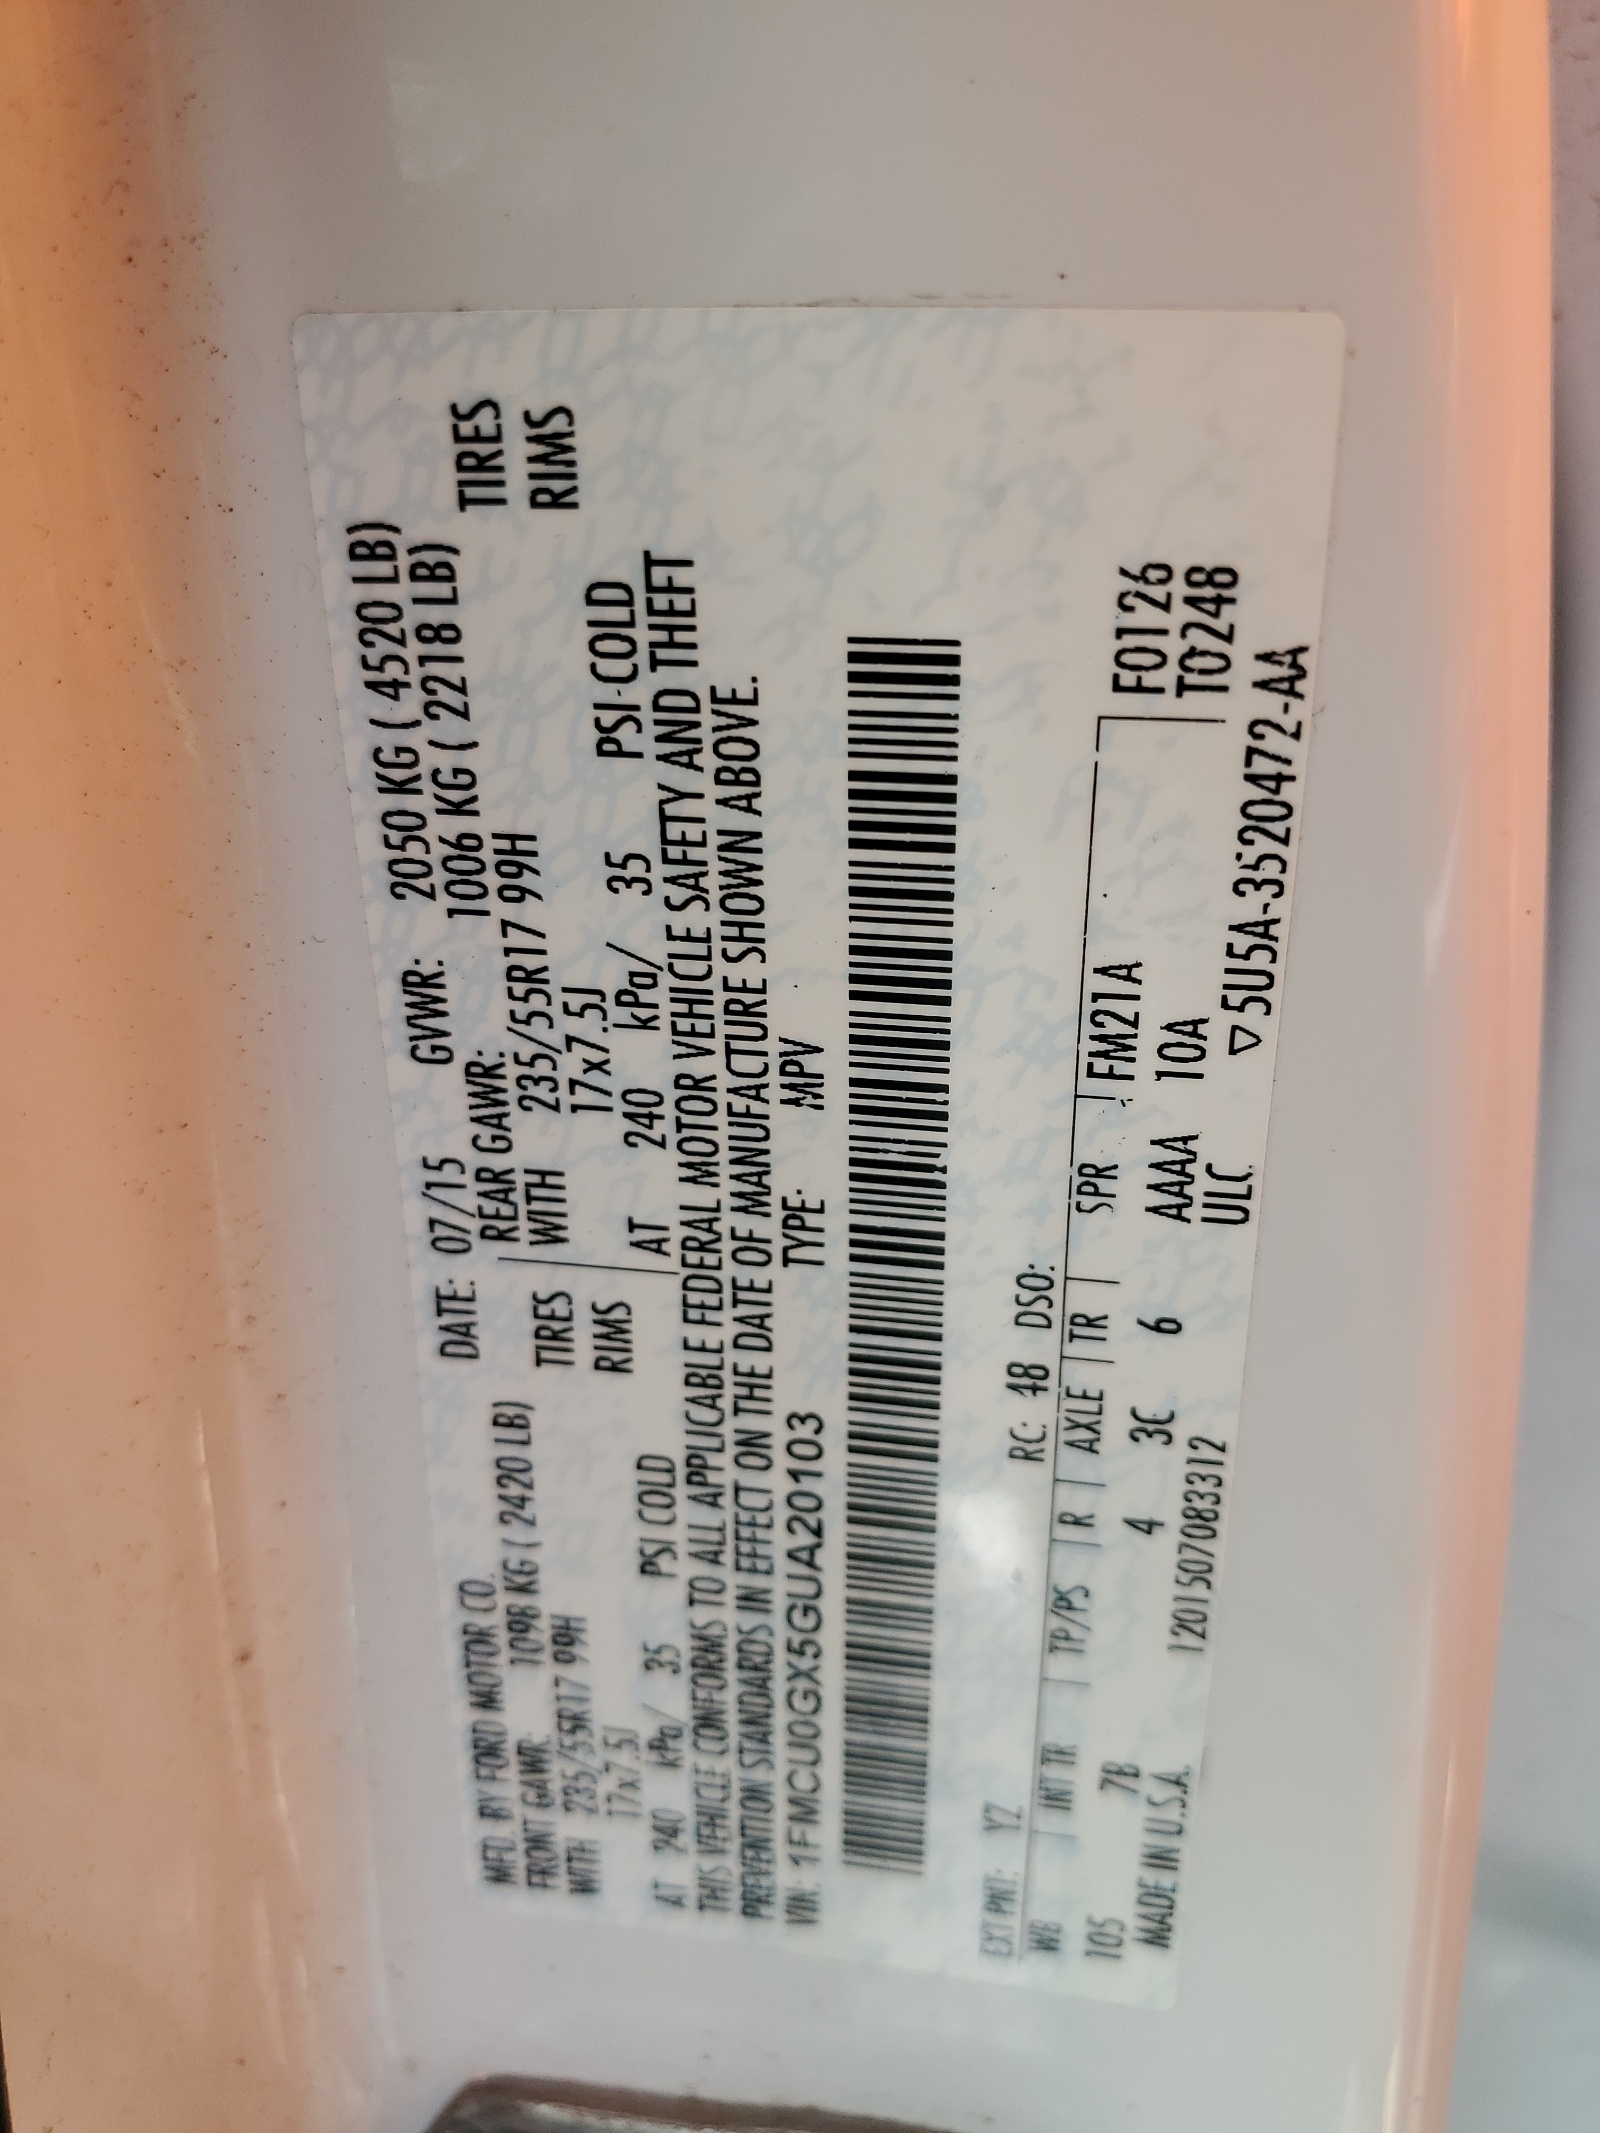 MFD. BY FORD MOTOR CO. DATE: 07/15 GVWR: 2050 KG ( 4520 LB)
FRONT GAWR: 1098 KG ( 2420 LB) REAR GAWR: 1006 KG ( 2218 LB)
WITH 235/55R17 99H TIRES WITH 235/55R17 99H TIRES
17x7.5J RIMS 17x7.5J RIMS
AT 240 kPa/ 35 PSI COLD AT 240 kPa/ 35 PSI-COLD
THIS VEHICLE CONFORMS TO ALL APPLICABLE FEDERAL MOTOR VEHICLE SAFETY AND THEFT
PREVENTION STANDARDS IN EFFECT ON THE DATE OF MANUFACTURE SHOWN ABOVE.
VIN: 1FMCU0GX5GUA20103 TYPE: MPV
EXT PNT: YZ RC: 48 DSO:
WB INT TR TP/PS R AXLE TR SPR FM21A F0126
105 7B 4 3C 6 AAAA 10A T0248
MADE IN U.S.A. 1201507083312 ULC ▽5U5A-3520472-AA